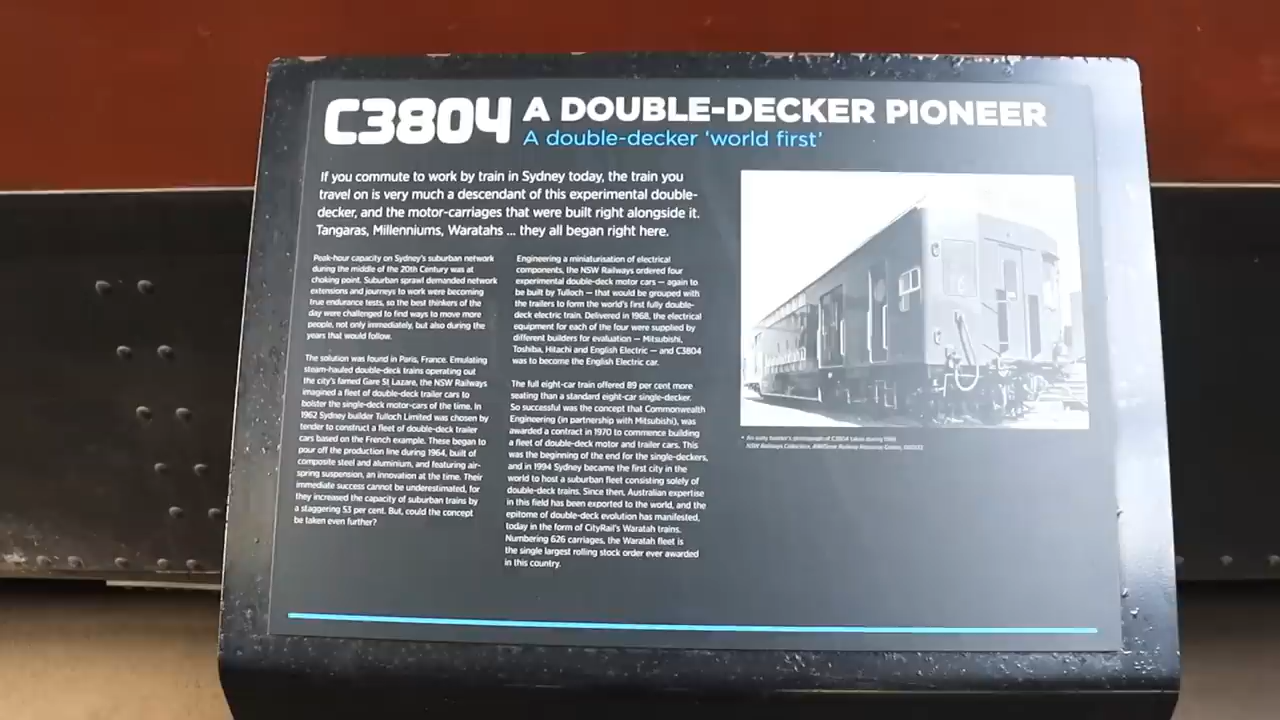 C3804 A DOUBLE-DECKER PIONEER
A double-decker 'world first'
If you commute to work by train in Sydney today, the train you
travel on is very much a descendant of this experimental double-
decker, and the motor-carriages that were built right alongside it.
Tangaras, Millenniums, Waratahs ... they all began right here.
Peak-hour capacity on Sydney's suburban network
during the middle of the 20th Century was at
choking point. Suburban sprawl demanded network
extensions and journeys to work were becoming
true endurance tests, so the best thinkers of the
day were challenged to find ways to move more
people, not only immediately, but also during the
years that would follow.
The solution was found in Paris, France. Emulating
steam-hauled double-deck trains operating out
the city's famed Gare St Lazare, the NSW Railways
imagined a fleet of double-deck trailer cars to
bolster the single-deck motor-cars of the time. In
1962 Sydney builder Tulloch Limited was chosen by
tender to construct a fleet of double-deck trailer
cars based on the French example. These began to
pour off the production line during 1964, built of
composite steel and aluminium, and featuring air-
spring suspension, an innovation at the time. Their
immediate success cannot be underestimated, for
they increased the capacity of suburban trains by
a staggering 53 per cent. But, could the concept
be taken even further?
Engineering a miniaturisation of electrical
components, the NSW Railways ordered four
experimental double-deck motor cars — again to
be built by Tulloch — that would be grouped with
the trailers to form the world's first fully double-
deck electric train. Delivered in 1968, the electrical
equipment for each of the four were supplied by
different builders for evaluation — Mitsubishi,
Toshiba, Hitachi and English Electric — and C3804
was to become the English Electric car.
The full eight-car train offered 89 per cent more
seating than a standard eight-car single-decker.
So successful was the concept that Commonwealth
Engineering (in partnership with Mitsubishi), was
awarded a contract in 1970 to commence building
a fleet of double-deck motor and trailer cars. This
was the beginning of the end for the single-deckers,
and in 1994 Sydney became the first city in the
world to host a suburban fleet consisting solely of
double-deck trains. Since then, Australian expertise
in this field has been exported to the world, and the
epitome of double-deck evolution has manifested,
today in the form of CityRail's Waratah trains.
Numbering 626 carriages, the Waratah fleet is
the single largest rolling stock order ever awarded
in this country.
An early builder's photograph of C3804 taken during
NSW Railways Collection, Railway Resource Centre,